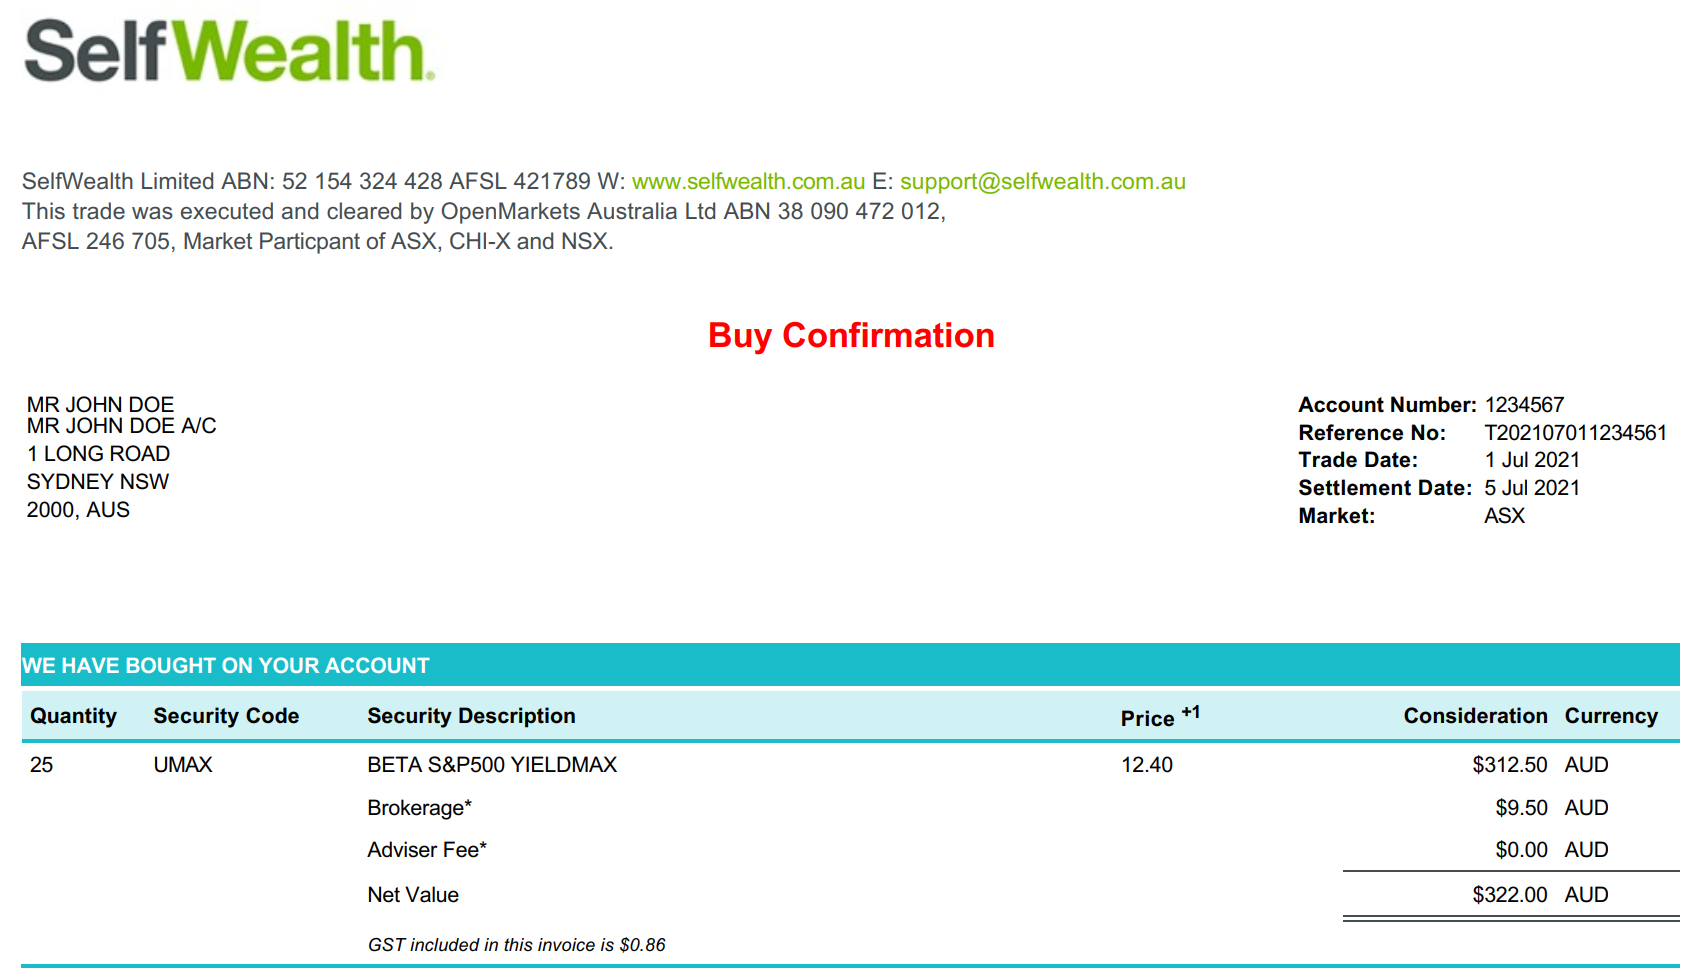 SelfWealth.
SelfWealth Limited ABN: 52 154 324 428 AFSL 421789 W: www.selfwealth.com.au E: support@selfwealth.com.au
This trade was executed and cleared by OpenMarkets Australia Ltd ABN 38 090 472 012,
AFSL 246 705, Market Particpant of ASX, CHI-X and NSX.
Buy Confirmation
MR JOHN DOE
MR JOHN DOE A/C
1 LONG ROAD
SYDNEY NSW
2000, AUS
Account Number: 1234567
Reference No: T202107011234561
Trade Date: 1 Jul 2021
Settlement Date: 5 Jul 2021
Market: ASX
WE HAVE BOUGHT ON YOUR ACCOUNT
Quantity Security Code Security Description Price +1 Consideration Currency
25 UMAX BETA S&P500 YIELDMAX 12.40 $312.50 AUD
Brokerage* $9.50 AUD
Adviser Fee* $0.00 AUD
Net Value $322.00 AUD
GST included in this invoice is $0.86